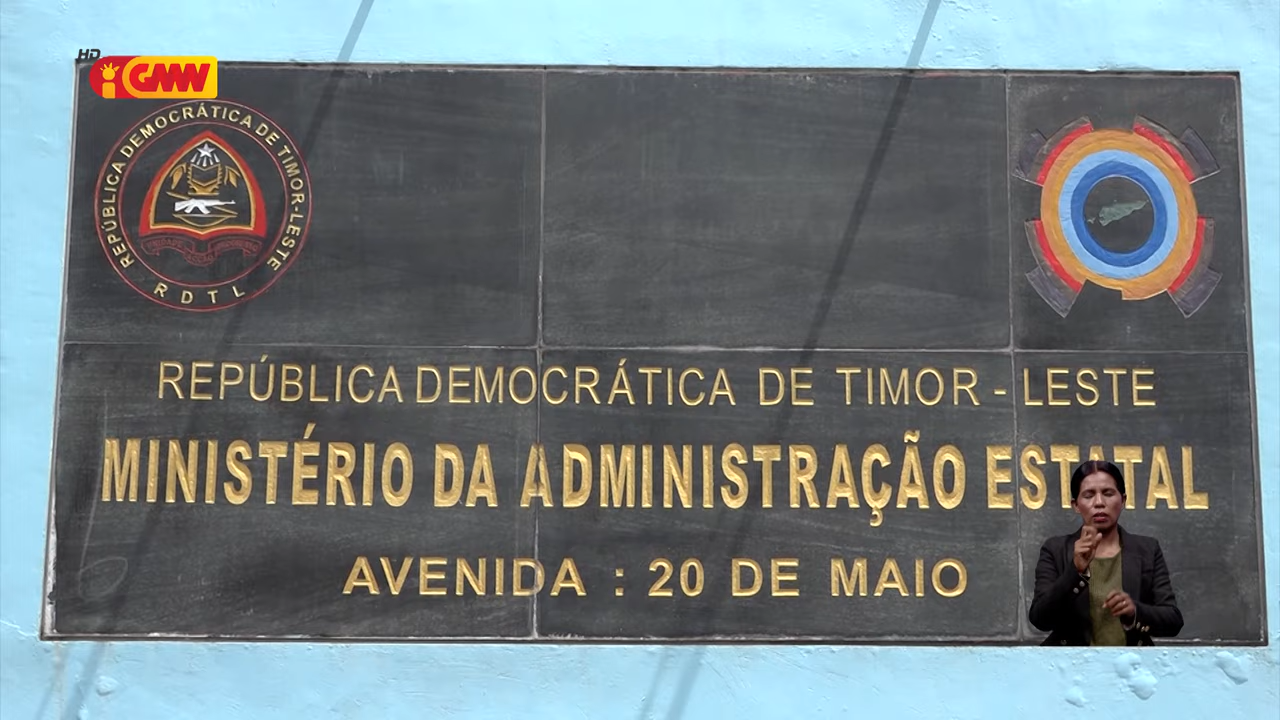 HD
GMN
REPÚBLICA DEMOCRÁTICA DE TIMOR-LESTE
RDTL
REPÚBLICA DEMOCRÁTICA DE TIMOR - LESTE
MINISTÉRIO DA ADMINISTRAÇÃO ESTATAL
AVENIDA : 20 DE MAIO